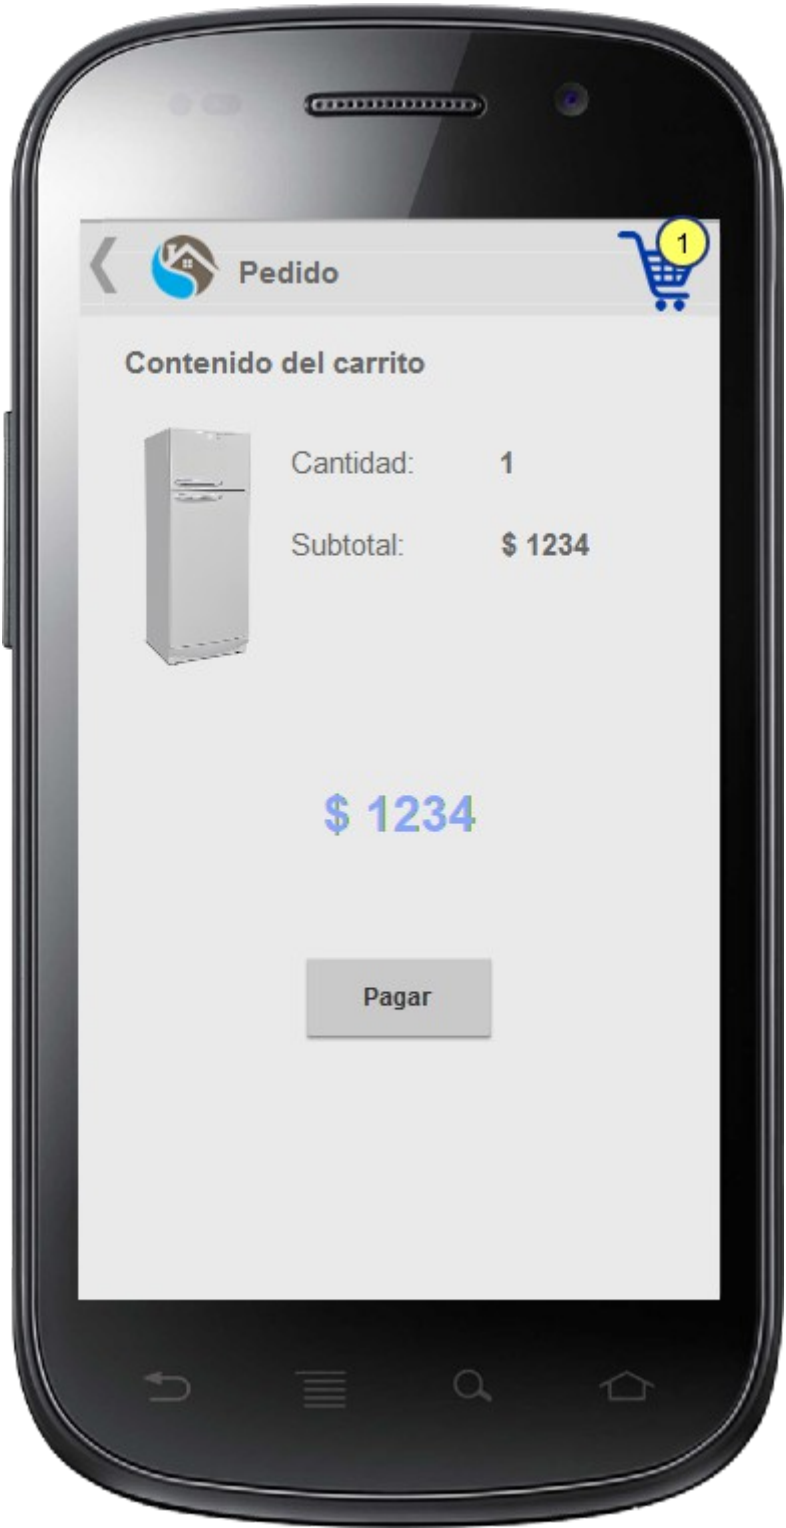 1
Pedido
Contenido del carrito
Cantidad: 1
Subtotal: $ 1234
$ 1234
Pagar